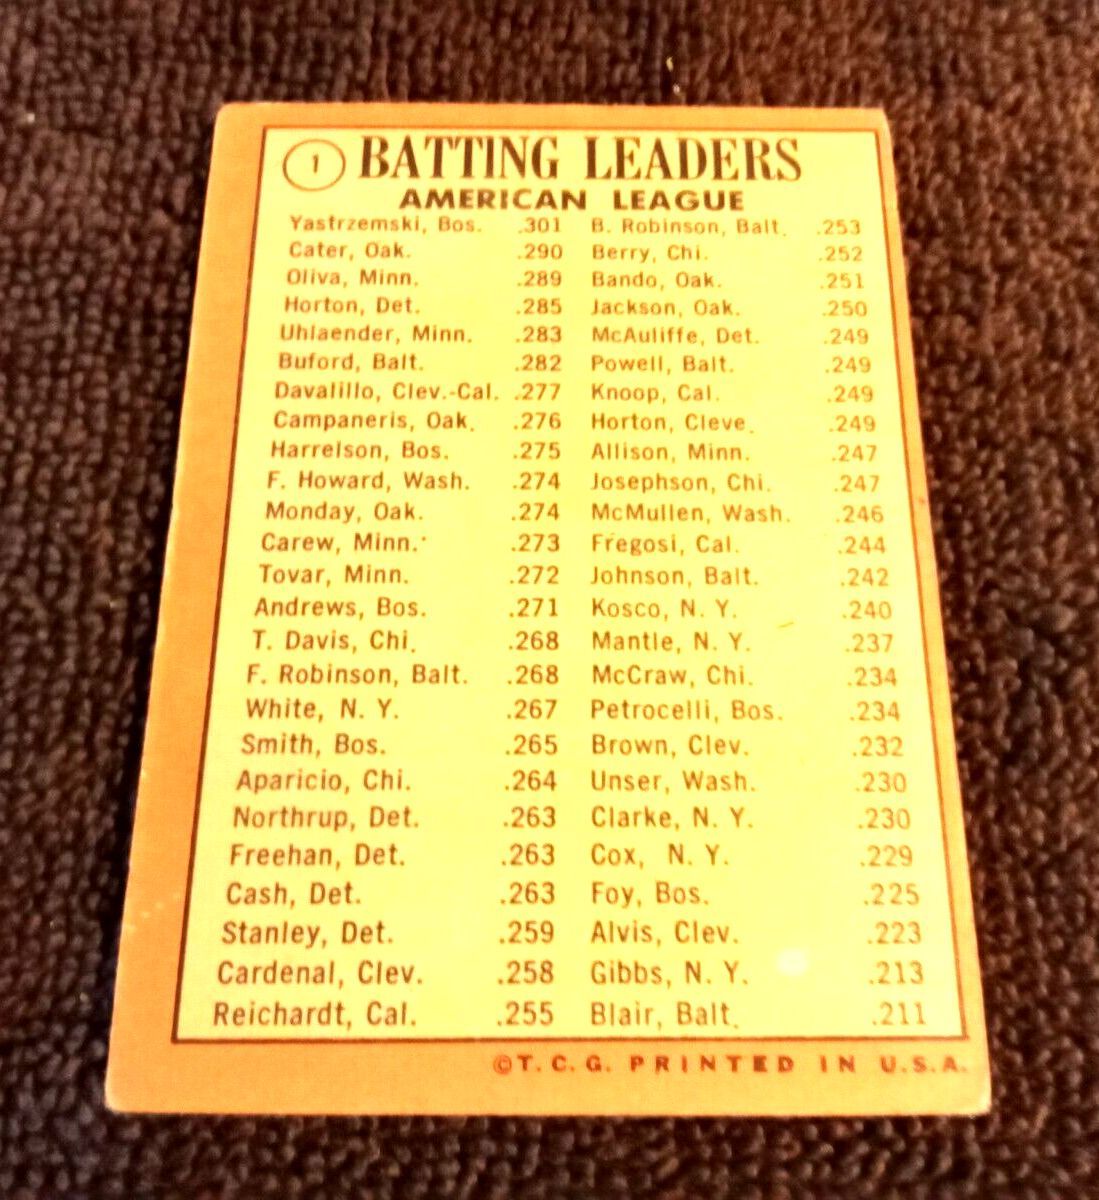 1 BATTING LEADERS
AMERICAN LEAGUE
Yastrzemski, Bos. .301 B. Robinson, Balt. .253
Cater, Oak. .290 Berry, Chi. .252
Oliva, Minn. .289 Bando, Oak. .251
Horton, Det. .285 Jackson, Oak. .250
Uhlaender, Minn. .283 McAuliffe, Det. .249
Buford, Balt. .282 Powell, Balt. .249
Davalillo, Clev.-Cal. .277 Knoop, Cal. .249
Campaneris, Oak. .276 Horton, Cleve. .249
Harrelson, Bos. .275 Allison, Minn. .247
F. Howard, Wash. .274 Josephson, Chi. .247
Monday, Oak. .274 McMullen, Wash. .246
Carew, Minn. .273 Fregosi, Cal. .244
Tovar, Minn. .272 Johnson, Balt. .242
Andrews, Bos. .271 Kosco, N. Y. .240
T. Davis, Chi. .268 Mantle, N. Y. .237
F. Robinson, Balt. .268 McCraw, Chi. .234
White, N. Y. .267 Petrocelli, Bos. .234
Smith, Bos. .265 Brown, Clev. .232
Aparicio, Chi. .264 Unser, Wash. .230
Northrup, Det. .263 Clarke, N. Y. .230
Freehan, Det. .263 Cox, N. Y. .229
Cash, Det. .263 Foy, Bos. .225
Stanley, Det. .259 Alvis, Clev. .223
Cardenal, Clev. .258 Gibbs, N. Y. .213
Reichardt, Cal. .255 Blair, Balt. .211
© T. C. G. PRINTED IN U.S.A.